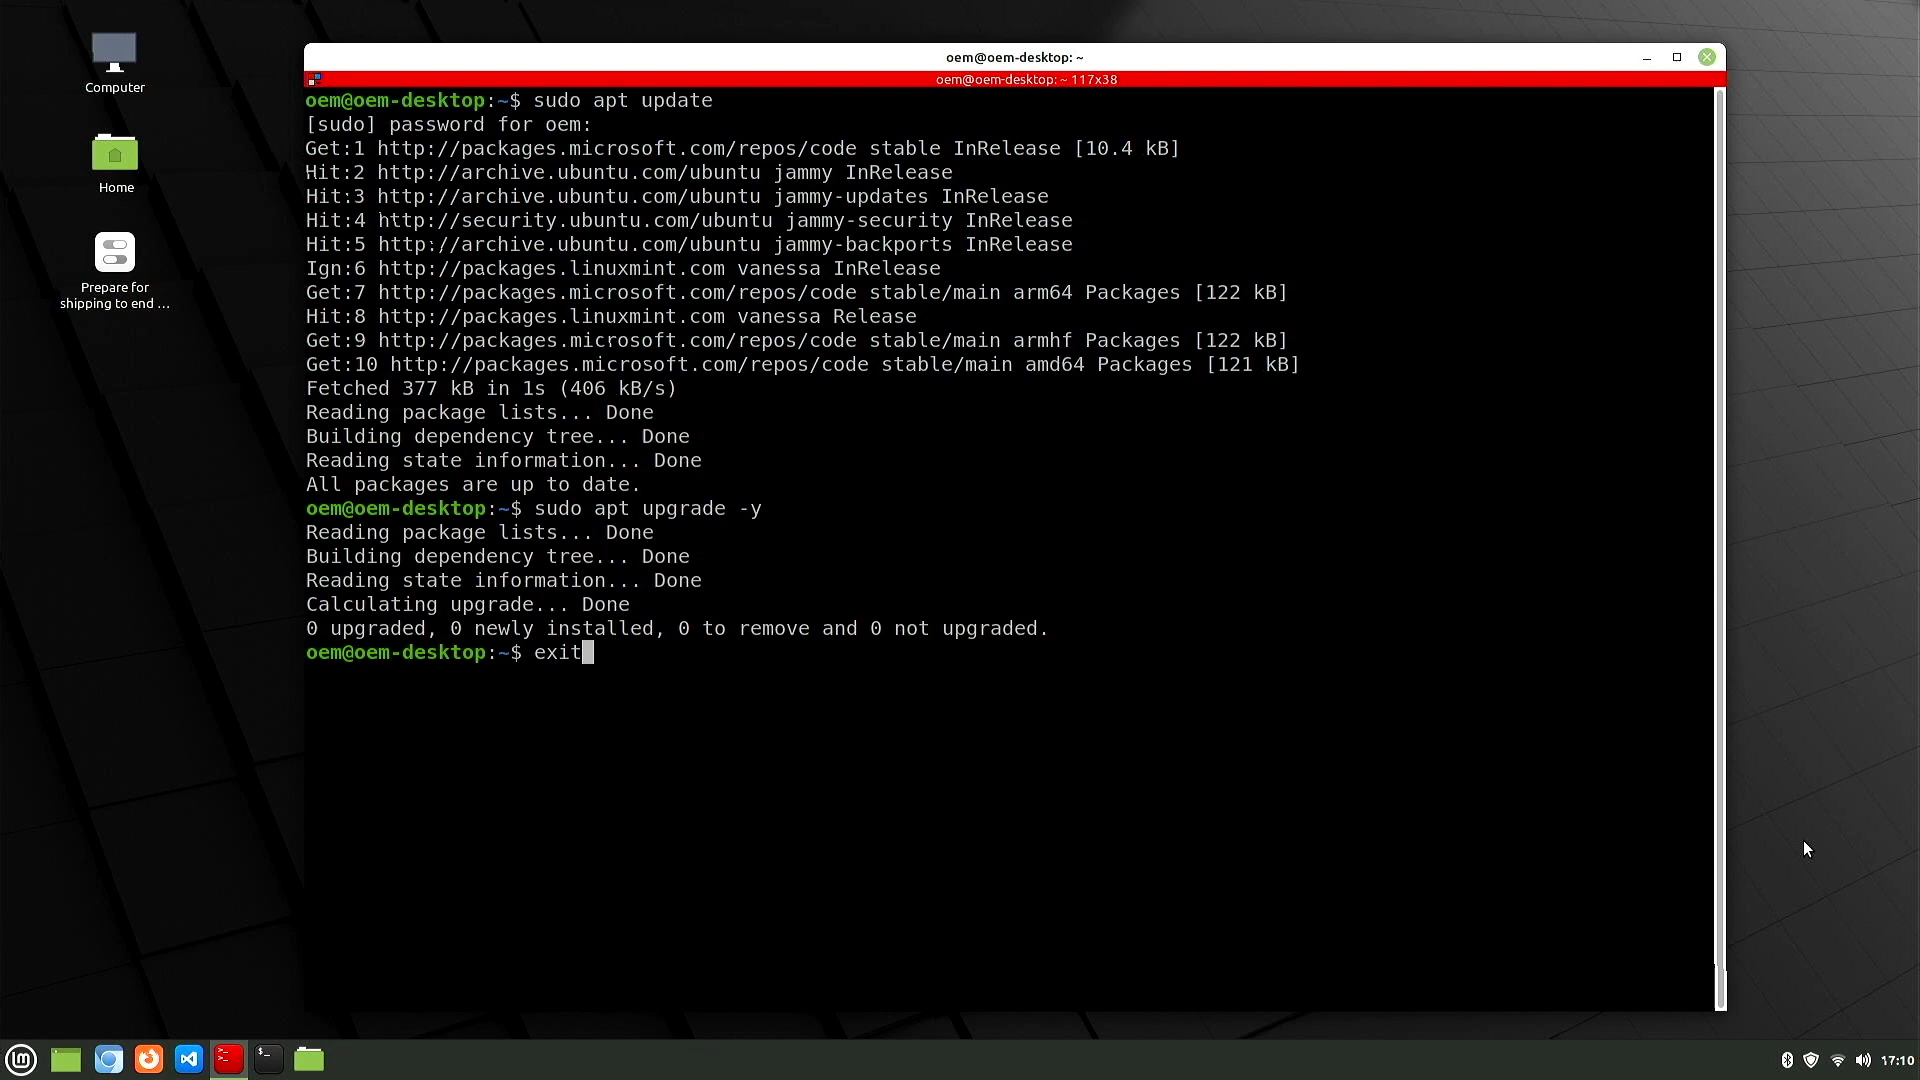 Computer
Home
Prepare for
shipping to end ...
oem@oem-desktop: ~
oem@oem-desktop: ~ 117x38
oem@oem-desktop:~$ sudo apt update
[sudo] password for oem:
Get:1 http://packages.microsoft.com/repos/code stable InRelease [10.4 kB]
Hit:2 http://archive.ubuntu.com/ubuntu jammy InRelease
Hit:3 http://archive.ubuntu.com/ubuntu jammy-updates InRelease
Hit:4 http://security.ubuntu.com/ubuntu jammy-security InRelease
Hit:5 http://archive.ubuntu.com/ubuntu jammy-backports InRelease
Ign:6 http://packages.linuxmint.com vanessa InRelease
Get:7 http://packages.microsoft.com/repos/code stable/main arm64 Packages [122 kB]
Hit:8 http://packages.linuxmint.com vanessa Release
Get:9 http://packages.microsoft.com/repos/code stable/main armhf Packages [122 kB]
Get:10 http://packages.microsoft.com/repos/code stable/main amd64 Packages [121 kB]
Fetched 377 kB in 1s (406 kB/s)
Reading package lists... Done
Building dependency tree... Done
Reading state information... Done
All packages are up to date.
oem@oem-desktop:~$ sudo apt upgrade -y
Reading package lists... Done
Building dependency tree... Done
Reading state information... Done
Calculating upgrade... Done
0 upgraded, 0 newly installed, 0 to remove and 0 not upgraded.
oem@oem-desktop:~$ exit
17:10